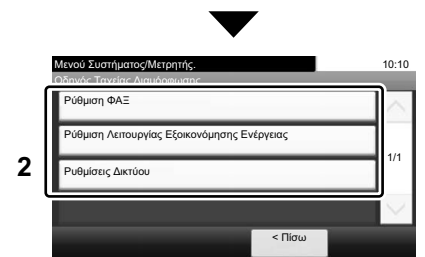 Μενού Συστήματος/Μετρητής.
10:10
Οδηγός Ταχείας Διαμόρφωσης
Ρύθμιση ΦΑΞ
Ρύθμιση Λειτουργίας Εξοικονόμησης Ενέργειας
1/1
2
Ρυθμίσεις Δικτύου
< Πίσω